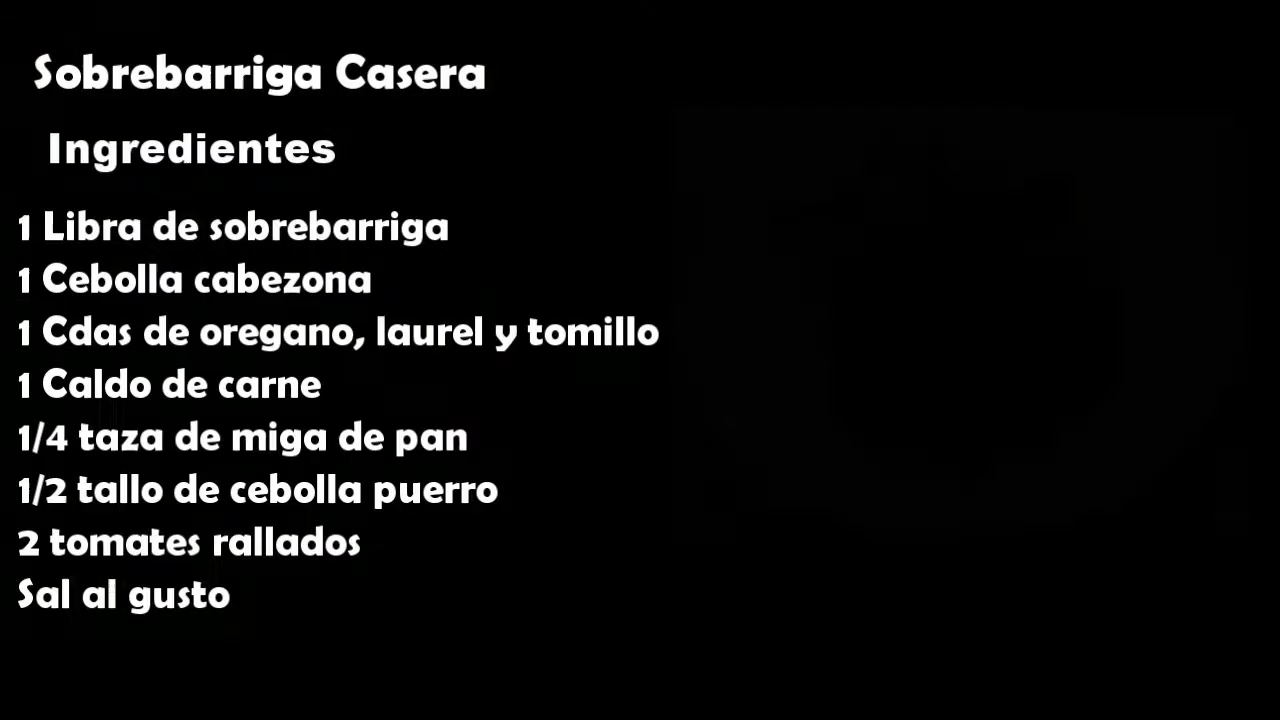 Sobrebarriga Casera
Ingredientes
1 Libra de sobrebarriga
1 Cebolla cabezona
1 Cdas de oregano, laurel y tomillo
1 Caldo de carne
1/4 taza de miga de pan
1/2 tallo de cebolla puerro
2 tomates rallados
Sal al gusto